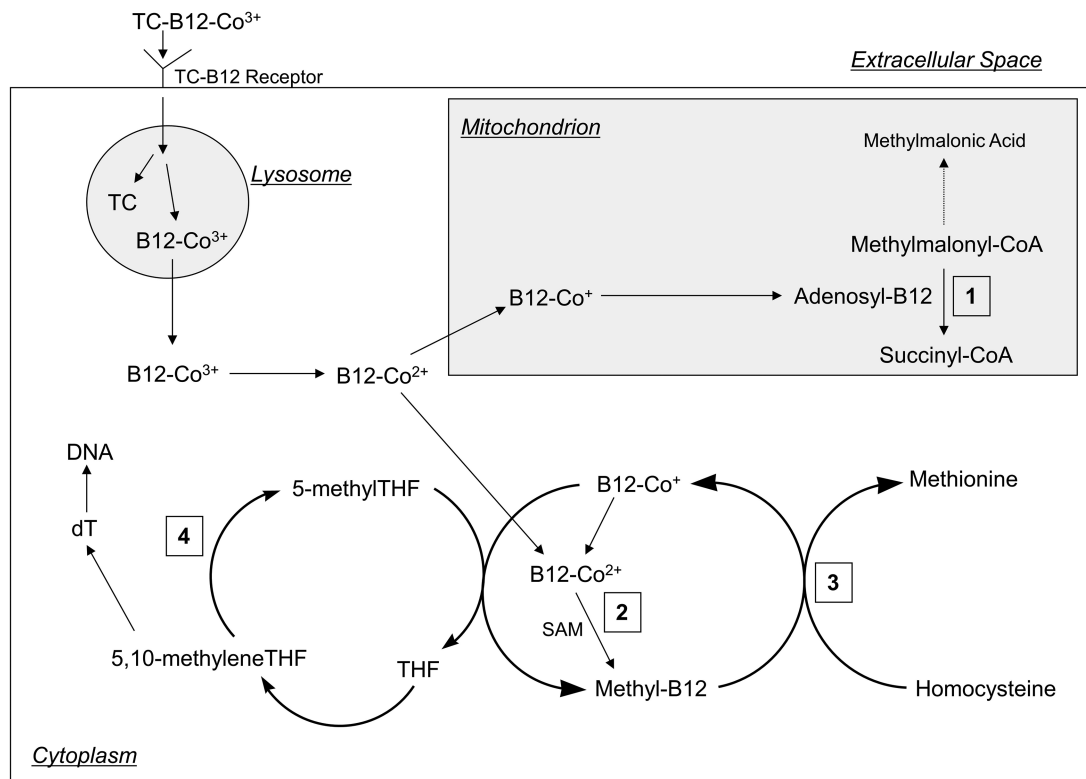 TC-B12-Co³⁺
TC-B12 Receptor
Extracellular Space
Mitochondrion
Methylmalonic Acid
Lysosome
TC
B12-Co³⁺
Methylmalonyl-CoA
B12-Co⁺
Adenosyl-B12
1
Succinyl-CoA
B12-Co³⁺
B12-Co²⁺
DNA
5-methylTHF
B12-Co⁺
Methionine
dT
4
B12-Co²⁺
3
2
SAM
5,10-methyleneTHF
THF
Methyl-B12
Homocysteine
Cytoplasm